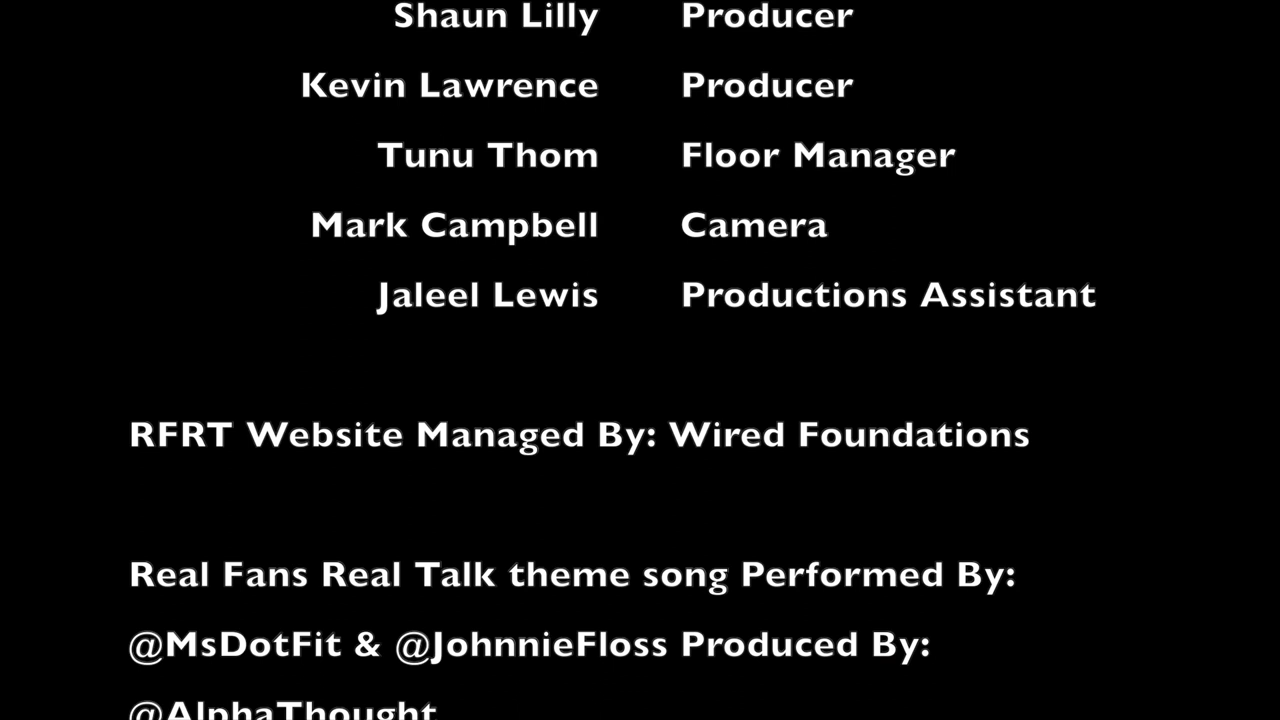 Shaun Lilly Producer
Kevin Lawrence Producer
Tunu Thom Floor Manager
Mark Campbell Camera
Jaleel Lewis Productions Assistant
RFRT Website Managed By: Wired Foundations
Real Fans Real Talk theme song Performed By:
@MsDotFit & @JohnnieFloss Produced By:
@AlphaThought